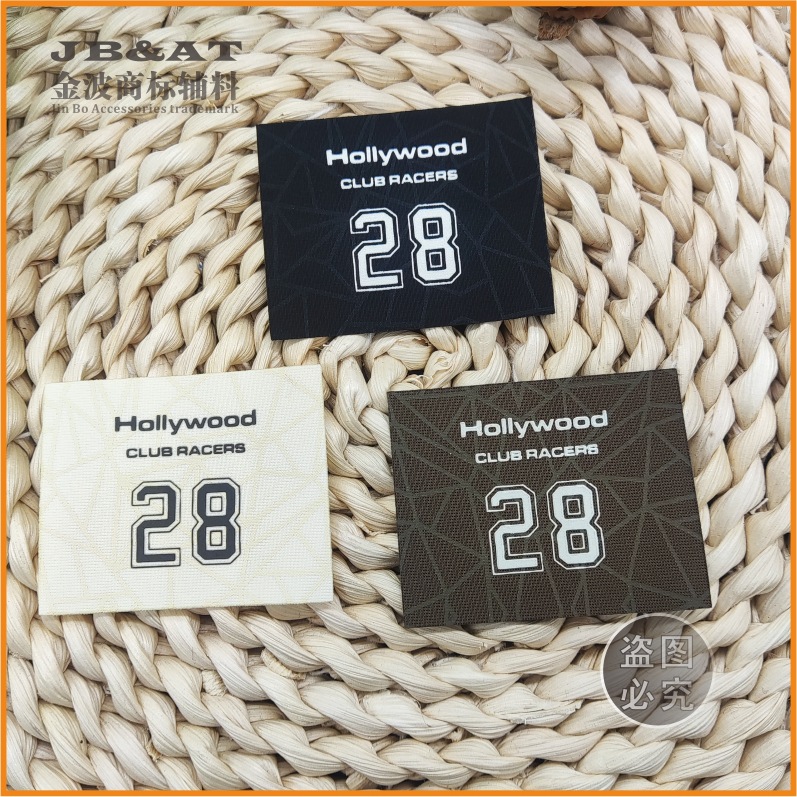 JB&AT
金波商标辅料
Jin Bo Accessories trademark
Hollywood
CLUB RACERS
28
Hollywood
CLUB RACERS
28
Hollywood
CLUB RACERS
28
盗图
必究